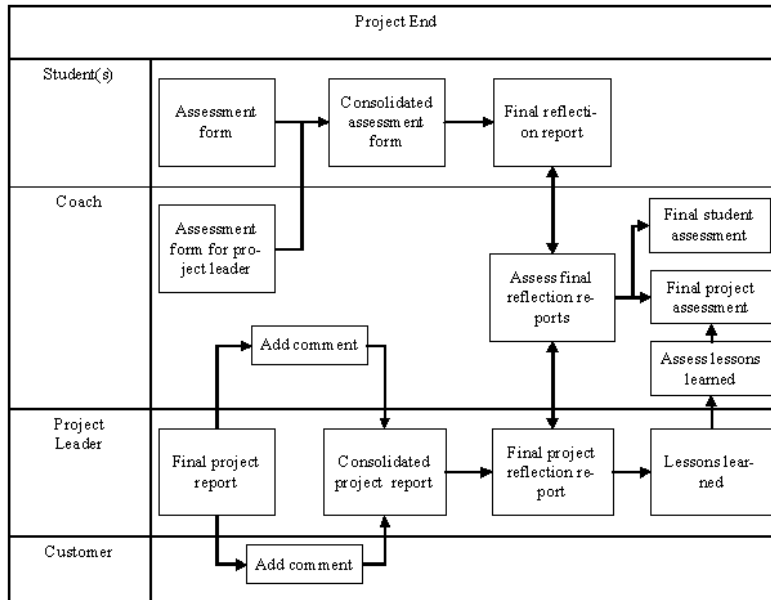 Project End
Student(s)
Assessment
form
Consolidated
assessment
form
Final reflecti-
on report
Coach
Assessment
form for pro-
ject leader
Assess final
reflection re-
ports
Final student
assessment
Final project
assessment
Add comment
Assess lessons
learned
Project
Leader
Final project
report
Consolidated
project report
Final project
reflection re-
port
Lessons lear-
ned
Customer
Add comment